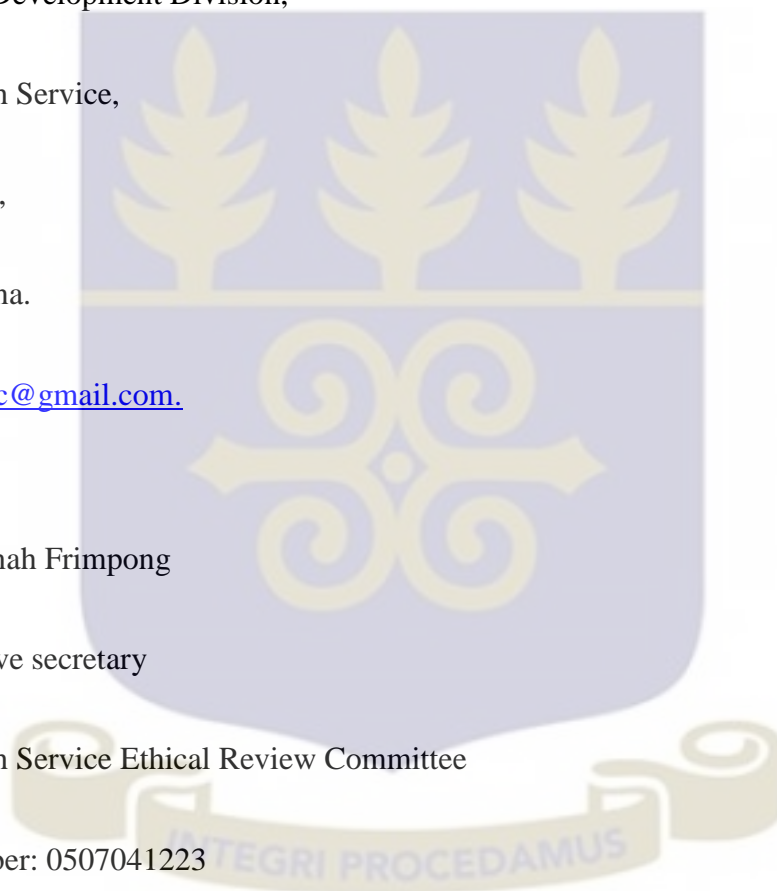 Development Division,
n Service,
,
na.
c@gmail.com.
nah Frimpong
ve secretary
n Service Ethical Review Committee
ber: 0507041223
INTEGRI PROCEDAMUS